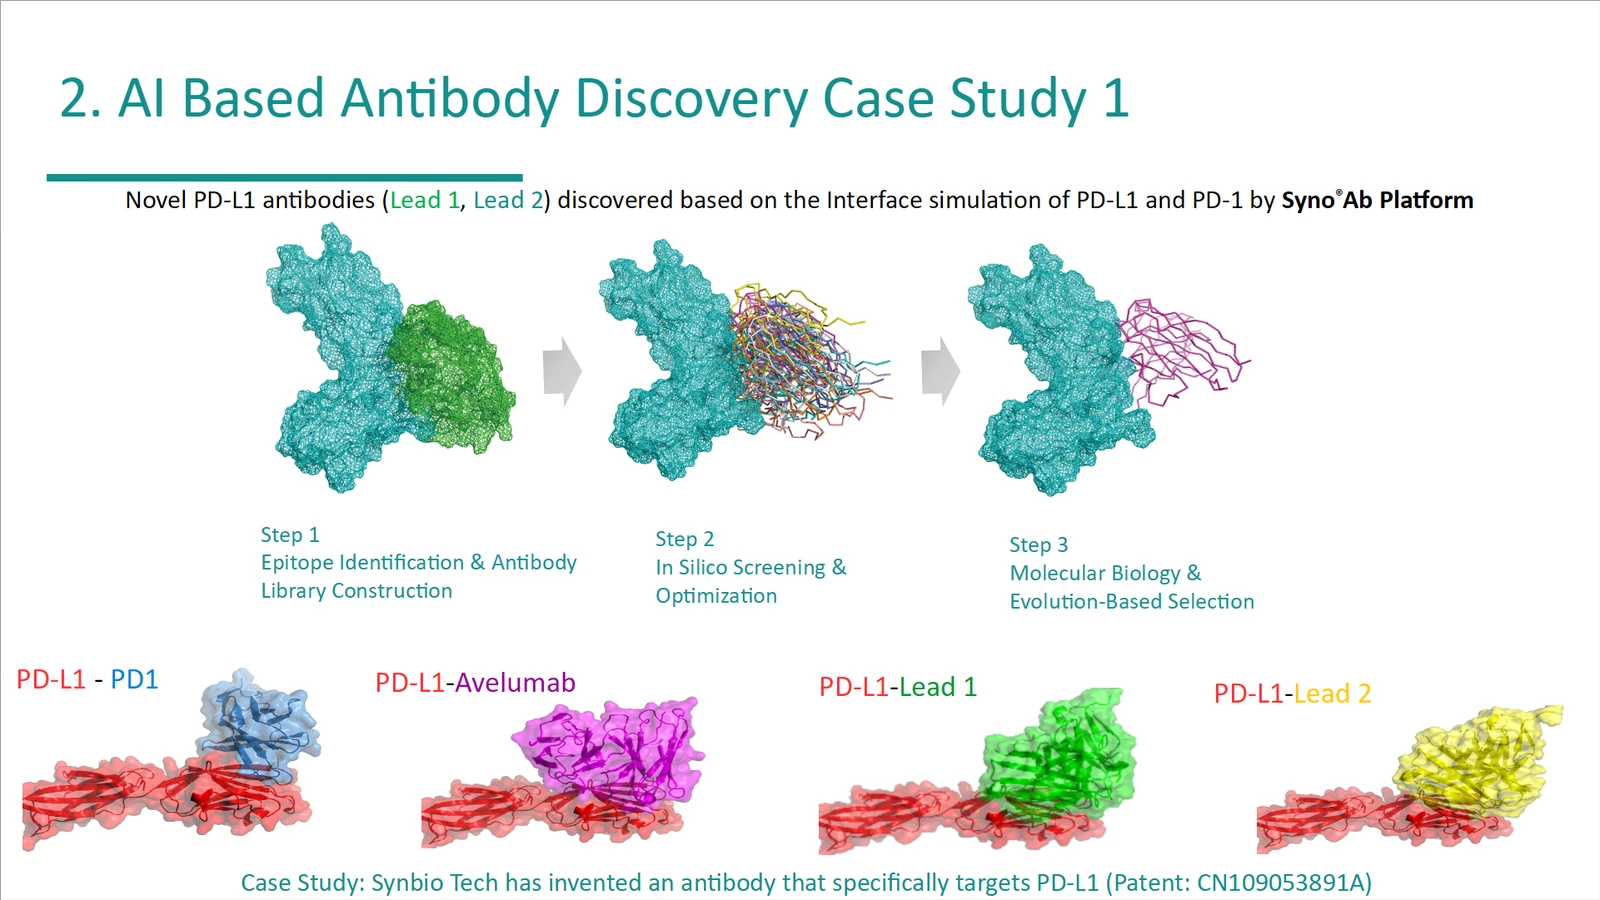 2. AI Based Antibody Discovery Case Study 1
Novel PD-L1 antibodies (Lead 1, Lead 2) discovered based on the Interface simulation of PD-L1 and PD-1 by Syno®Ab Platform
Step 1
Epitope Identification & Antibody
Library Construction
Step 2
In Silico Screening &
Optimization
Step 3
Molecular Biology &
Evolution-Based Selection
PD-L1 - PD1
PD-L1-Avelumab
PD-L1-Lead 1
PD-L1-Lead 2
Case Study: Synbio Tech has invented an antibody that specifically targets PD-L1 (Patent: CN109053891A)